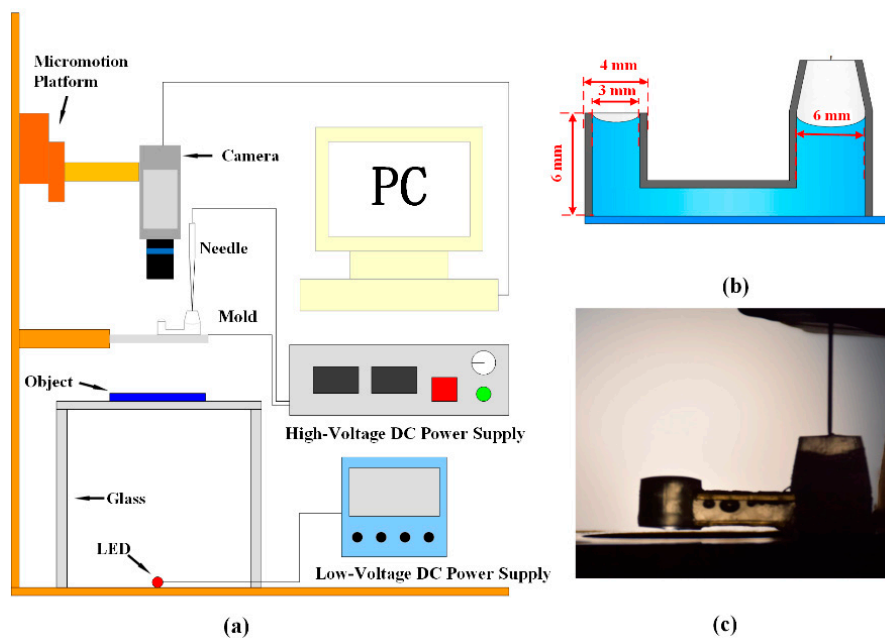 Micromotion
Platform
Camera
PC
Needle
Mold
Object
High-Voltage DC Power Supply
Glass
LED
Low-Voltage DC Power Supply
(a)
4 mm
3 mm
6 mm
6 mm
(b)
(c)